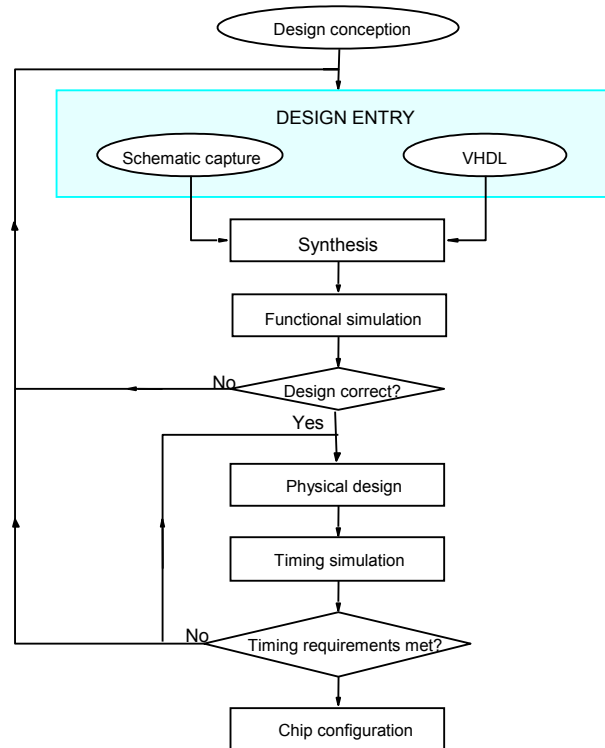 Design conception
DESIGN ENTRY
Schematic capture
VHDL
Synthesis
Functional simulation
No
Design correct?
Yes
Physical design
Timing simulation
No
Timing requirements met?
Chip configuration